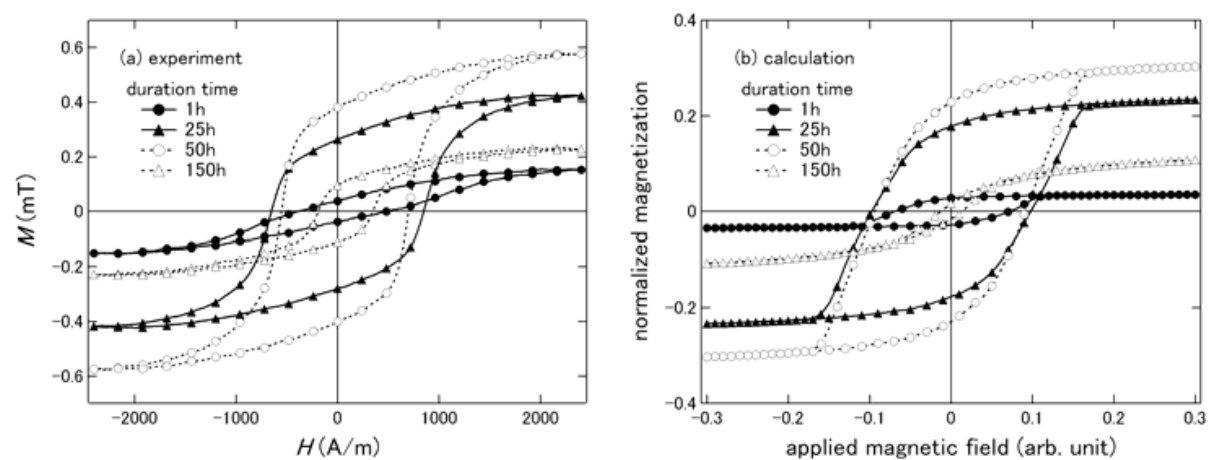 (a) experiment
duration time
1h
25h
50h
150h
0.6
0.4
0.2
0
−0.2
−0.4
−0.6
M (mT)
−2000
−1000
0
1000
2000
H (A/m)
(b) calculation
duration time
1h
25h
50h
150h
0.4
0.2
0
−0.2
−0.4
normalized magnetization
−0.3
−0.2
−0.1
0
0.1
0.2
0.3
applied magnetic field (arb. unit)